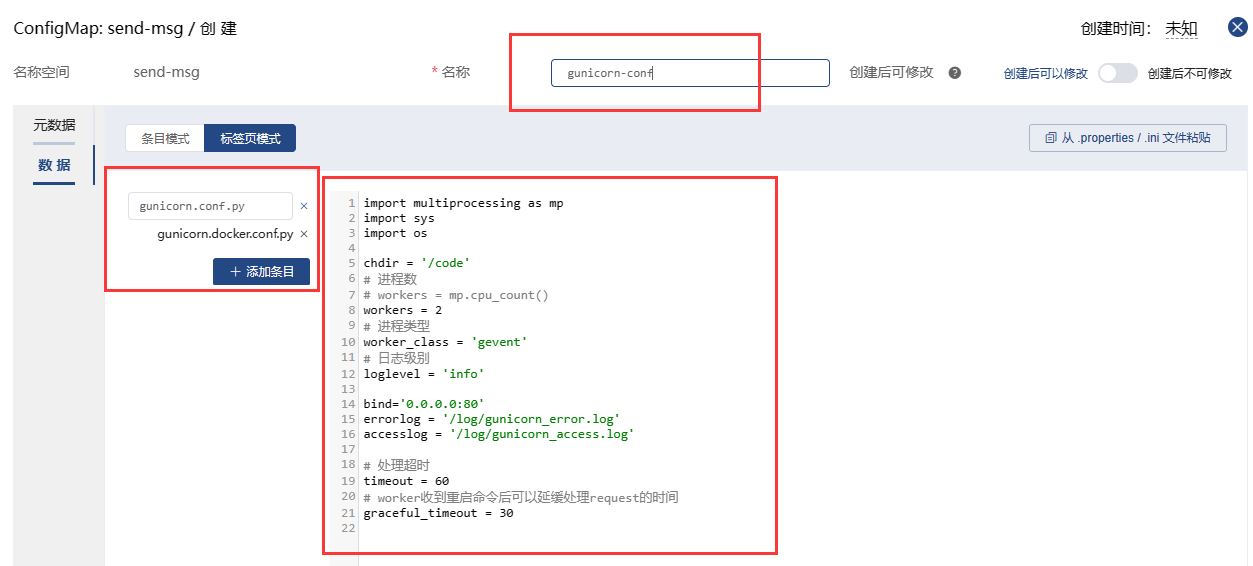 ConfigMap: send-msg / 创 建
创建时间： 未知
名称空间 send-msg * 名称 gunicorn-conf 创建后可修改 ? 创建后可以修改 创建后不可修改
元数据
数 据
条目模式 标签页模式 从 .properties / .ini 文件粘贴
gunicorn.conf.py ×
gunicorn.docker.conf.py ×
+ 添加条目
1 import multiprocessing as mp
2 import sys
3 import os
4
5 chdir = '/code'
6 # 进程数
7 # workers = mp.cpu_count()
8 workers = 2
9 # 进程类型
10 worker_class = 'gevent'
11 # 日志级别
12 loglevel = 'info'
13
14 bind='0.0.0.0:80'
15 errorlog = '/log/gunicorn_error.log'
16 accesslog = '/log/gunicorn_access.log'
17
18 # 处理超时
19 timeout = 60
20 # worker收到重启命令后可以延缓处理request的时间
21 graceful_timeout = 30
22